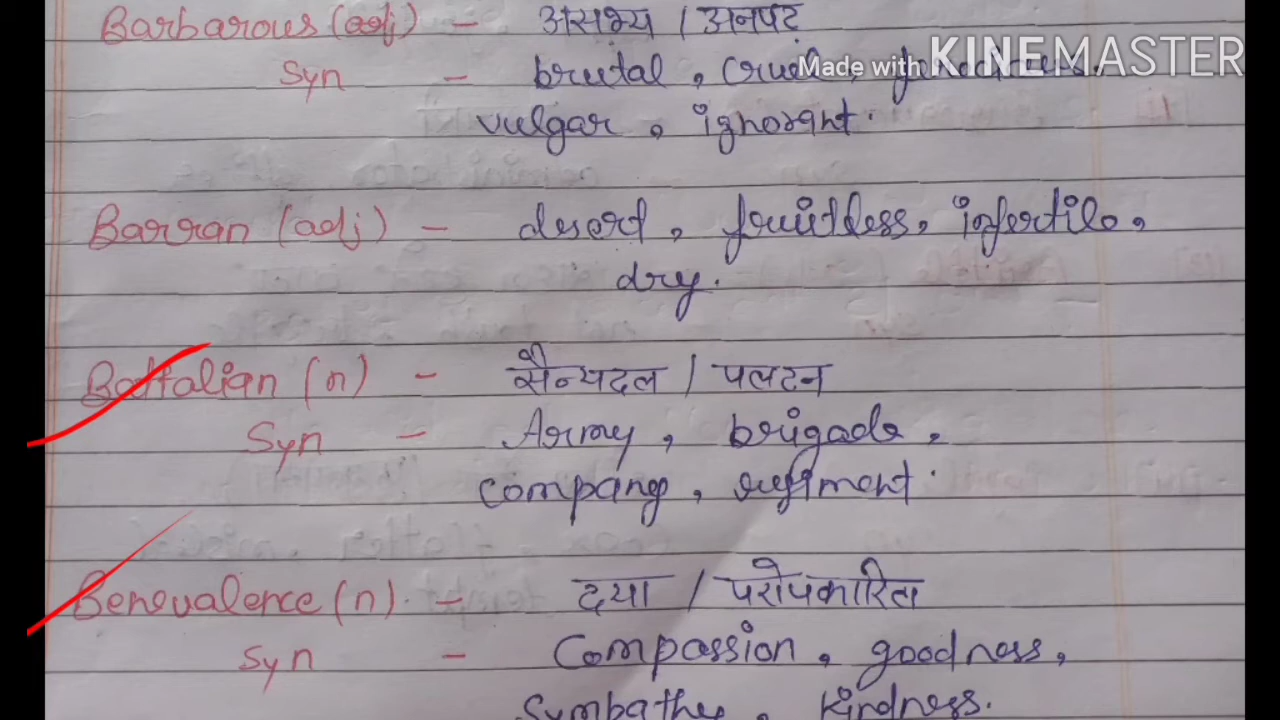 Barbarous (adj) - असभ्य / अनपढ
Made with KINEMASTER
Syn - brutal, cruel,
vulgar, ignorant.
Barran (adj) - desert, fruitless, infertile,
dry.
Battalian (n) - सैन्यदल / पलटन
Syn - Army, brigade,
company, regiment.
Benevalence (n). - दया / परोपकारिता
Syn - Compassion, goodness,
Sympathy, kindness.